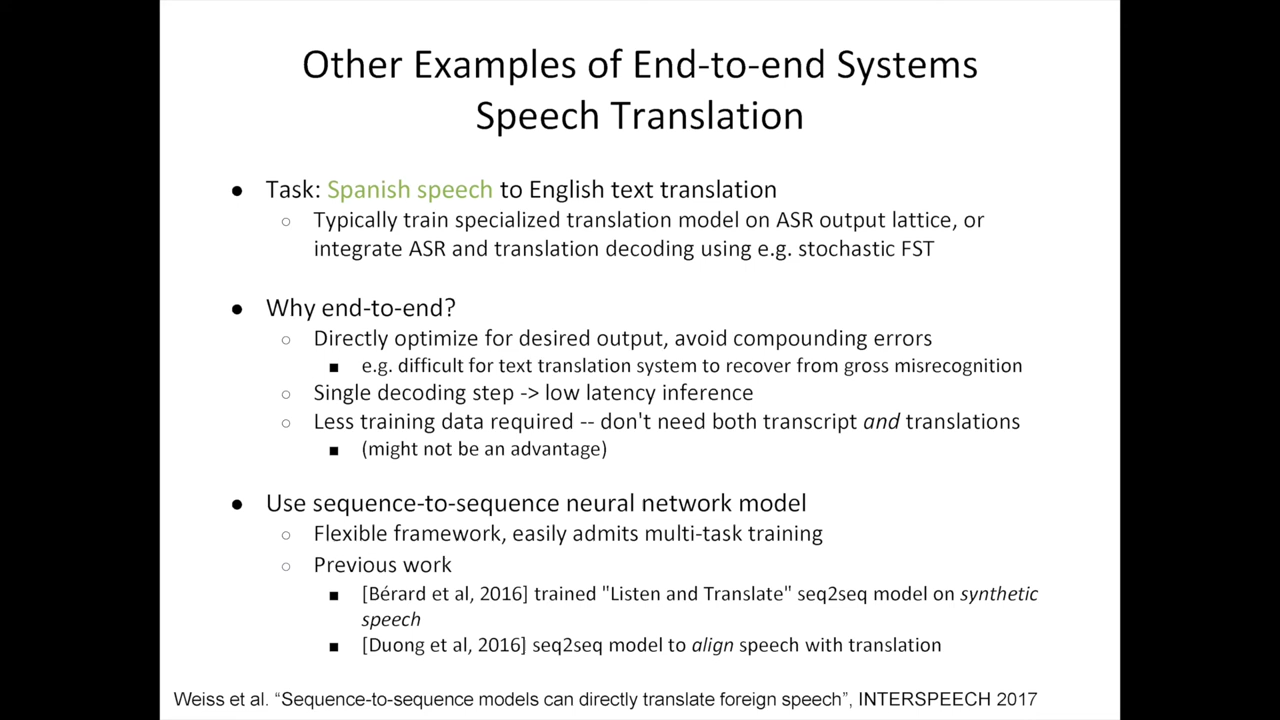 Other Examples of End-to-end Systems
Speech Translation
● Task: Spanish speech to English text translation
○ Typically train specialized translation model on ASR output lattice, or
integrate ASR and translation decoding using e.g. stochastic FST
● Why end-to-end?
○ Directly optimize for desired output, avoid compounding errors
■ e.g. difficult for text translation system to recover from gross misrecognition
○ Single decoding step -> low latency inference
○ Less training data required -- don't need both transcript and translations
■ (might not be an advantage)
● Use sequence-to-sequence neural network model
○ Flexible framework, easily admits multi-task training
○ Previous work
■ [Bérard et al, 2016] trained "Listen and Translate" seq2seq model on synthetic
speech
■ [Duong et al, 2016] seq2seq model to align speech with translation
Weiss et al. “Sequence-to-sequence models can directly translate foreign speech”, INTERSPEECH 2017